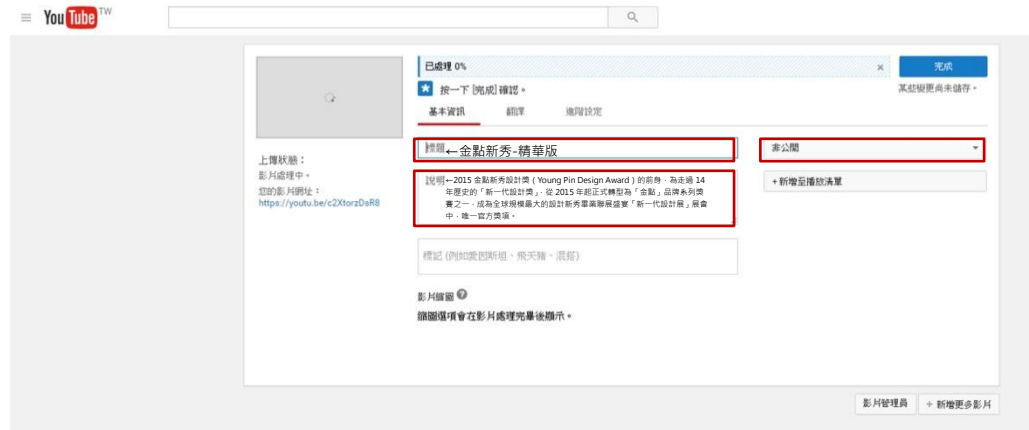 YouTube TW
已處理 0%
×
完成
按一下 [完成] 確認。
某些變更尚未儲存。
基本資訊 翻譯 進階設定
標題←金點新秀-精華版
非公開
上傳狀態：
影片處理中。
您的影片網址：
https://youtu.be/c2XtorzDsR8
說明←2015 金點新秀設計獎 ( Young Pin Design Award ) 的前身，為走過 14
年歷史的「新一代設計獎」，從 2015 年起正式轉型為「金點」品牌系列獎
賽之一，成為全球規模最大的設計新秀畢業聯展盛宴「新一代設計展」展會
中，唯一官方獎項。
+新增至播放清單
標記 (例如愛因斯坦、飛天豬、混搭)
影片縮圖 ?
縮圖選項會在影片處理完畢後顯示。
影片管理員 + 新增更多影片